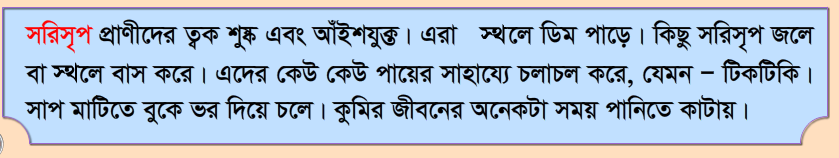 সরিসৃপ প্রাণীদের ত্বক শুষ্ক এবং আঁইশযুক্ত। এরা স্থলে ডিম পাড়ে। কিছু সরিসৃপ জলে
বা স্থলে বাস করে। এদের কেউ কেউ পায়ের সাহায্যে চলাচল করে, যেমন – টিকটিকি।
সাপ মাটিতে বুকে ভর দিয়ে চলে। কুমির জীবনের অনেকটা সময় পানিতে কাটায়।